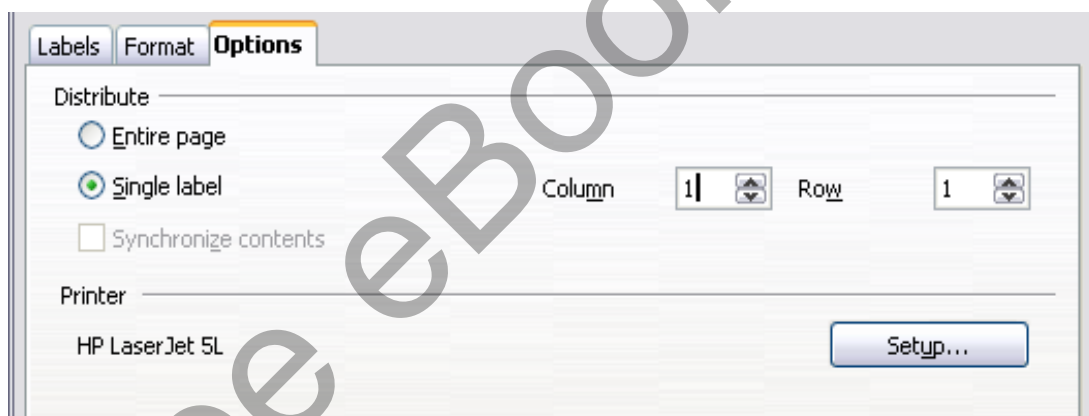 Labels Format Options
Distribute
Entire page
Single label Column 1 Row 1
Synchronize contents
Printer
HP LaserJet 5L Setup...